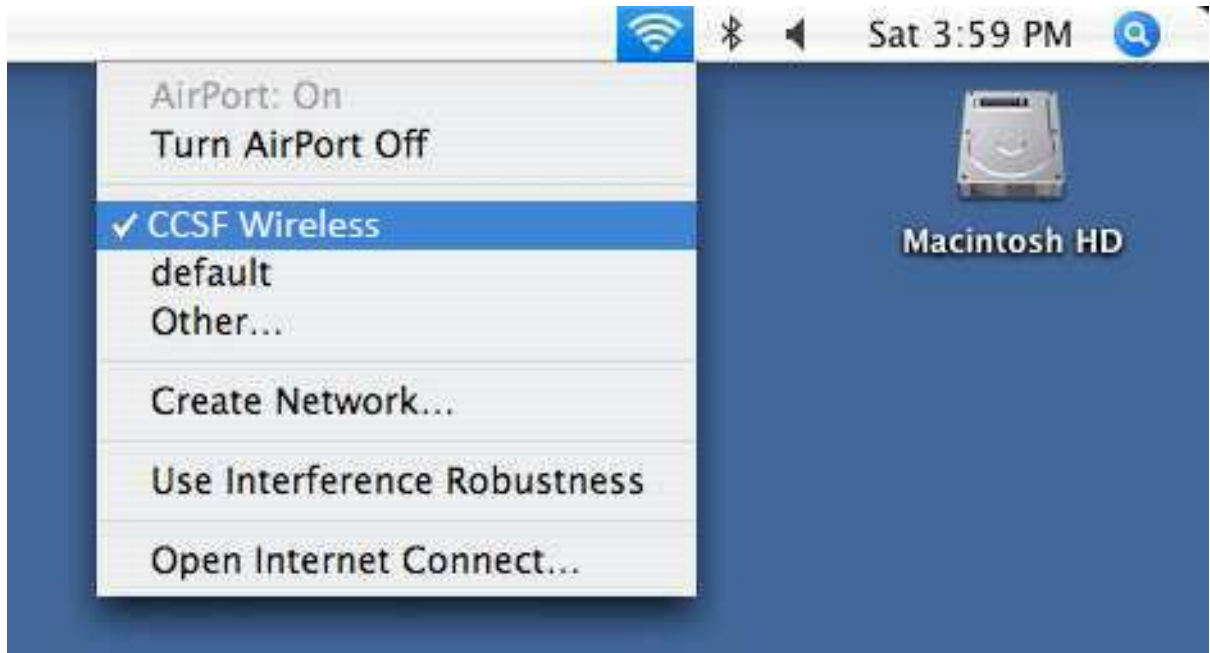 Sat 3:59 PM
AirPort: On
Turn AirPort Off
✓ CCSF Wireless
default
Other...
Create Network...
Use Interference Robustness
Open Internet Connect...
Macintosh HD